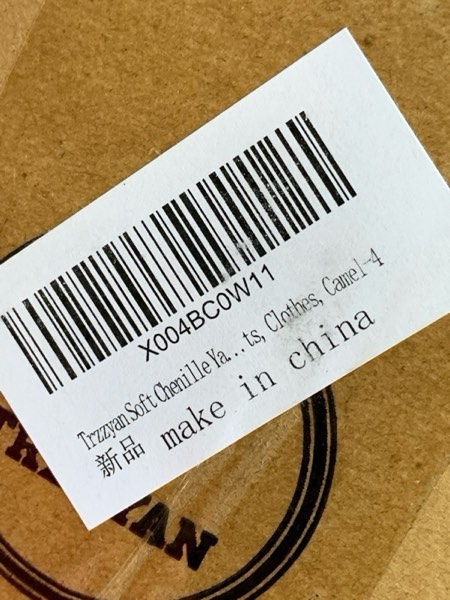 X004BC0W11
Trzzyan Soft Chenille Ya...ts, Clothes, Camel-4
新品 make in china